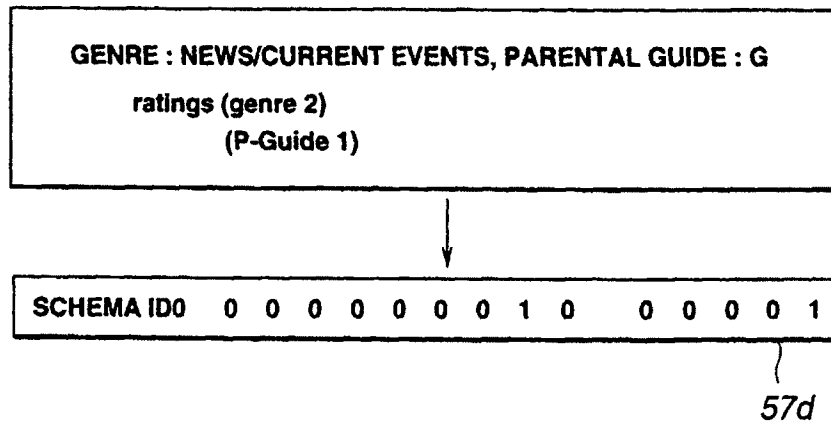 GENRE : NEWS/CURRENT EVENTS, PARENTAL GUIDE : G
ratings (genre 2)
(P-Guide 1)
SCHEMA ID0 0 0 0 0 0 0 0 1 0 0 0 0 0 1
57d